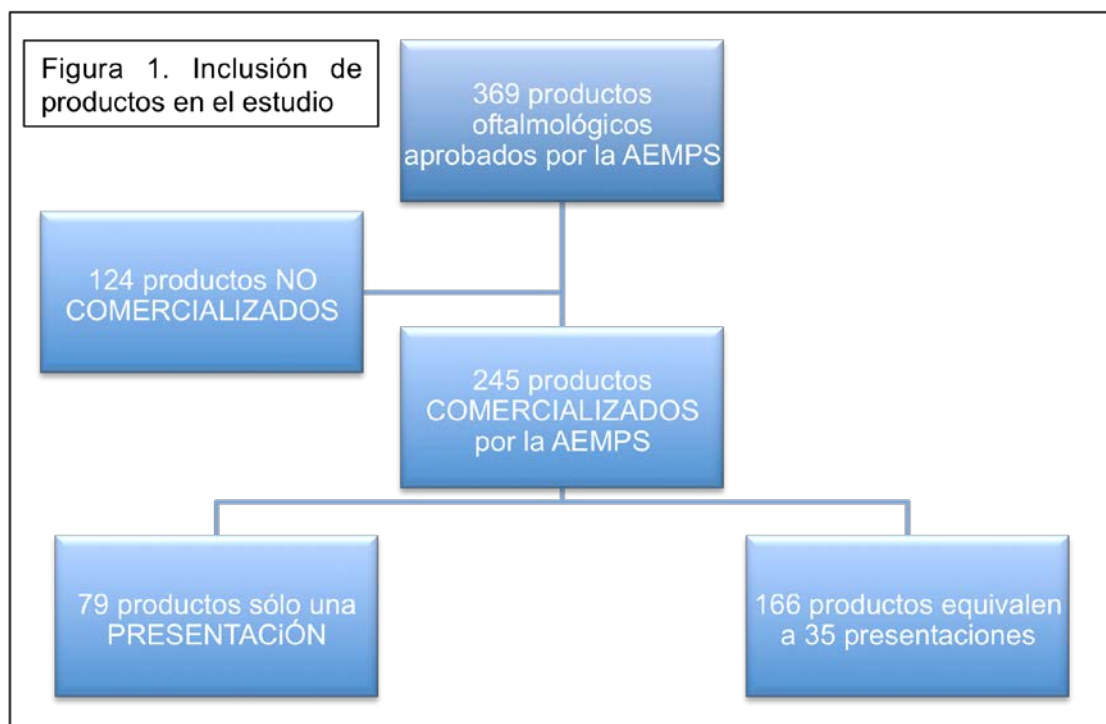 Figura 1. Inclusión de
productos en el estudio
369 productos
oftalmológicos
aprobados por la AEMPS
124 productos NO
COMERCIALIZADOS
245 productos
COMERCIALIZADOS
por la AEMPS
79 productos sólo una
PRESENTACiÓN
166 productos equivalen
a 35 presentaciones